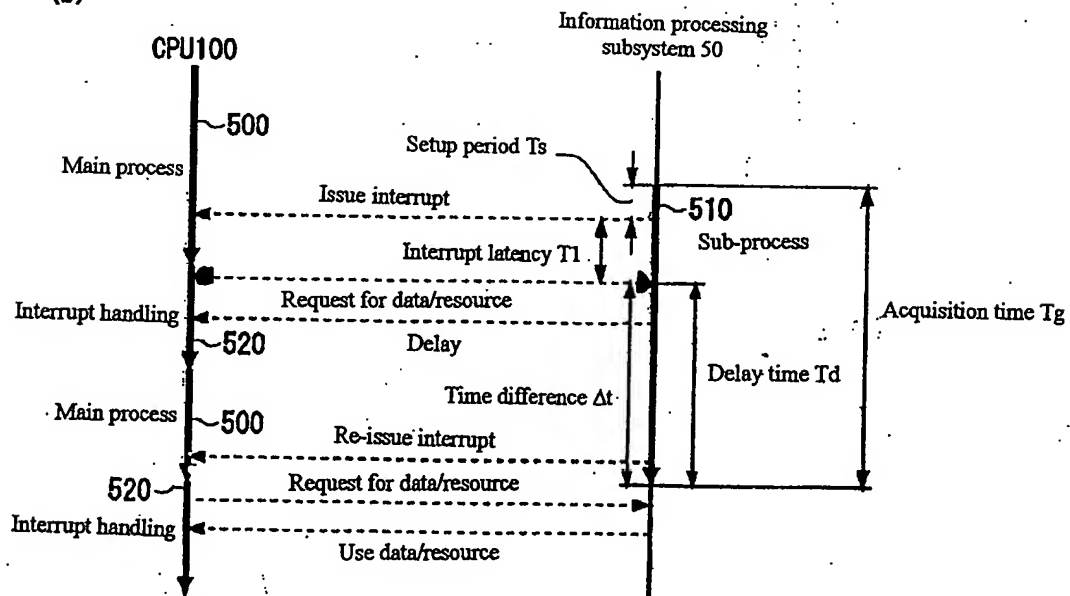 (b)
Information processing
subsystem 50
CPU100
500
Main process
Setup period Ts
Issue interrupt
510
Sub-process
Interrupt latency T1
Request for data/resource
Interrupt handling
Acquisition time Tg
520
Delay
Delay time Td
Time difference Δt
Main process
500
Re-issue interrupt
520
Request for data/resource
Interrupt handling
Use data/resource